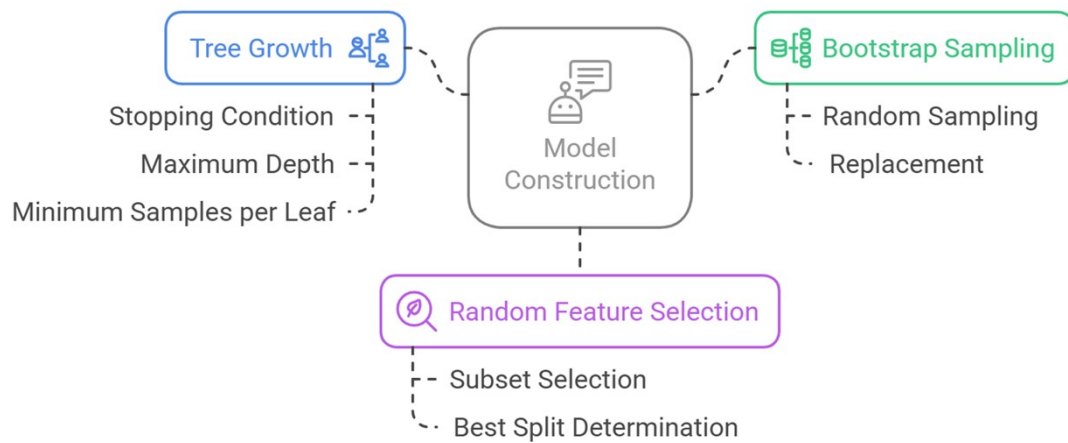 Tree Growth
Stopping Condition
Maximum Depth
Minimum Samples per Leaf
Model
Construction
Bootstrap Sampling
Random Sampling
Replacement
Random Feature Selection
Subset Selection
Best Split Determination